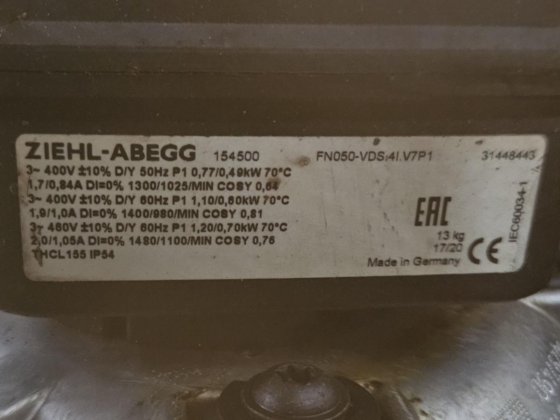 ZIEHL-ABEGG 154500 FN050-VDS.4I.V7P1 31448443
3~ 400V ±10% D/Y 50Hz P1 0,77/0,49kW 70°C
1,7/0,84A DI=0% 1300/1025/MIN COSY 0,64
3~ 400V ±10% D/Y 60Hz P1 1,10/0,60kW 70°C
1,9/1,0A DI=0% 1400/980/MIN COSY 0,81
3~ 460V ±10% D/Y 60Hz P1 1,20/0,70kW 70°C
2,0/1,05A DI=0% 1480/1100/MIN COSY 0,76
THCL155 IP54
EAC
13 kg
17/20
Made in Germany CE
IEC60034-1